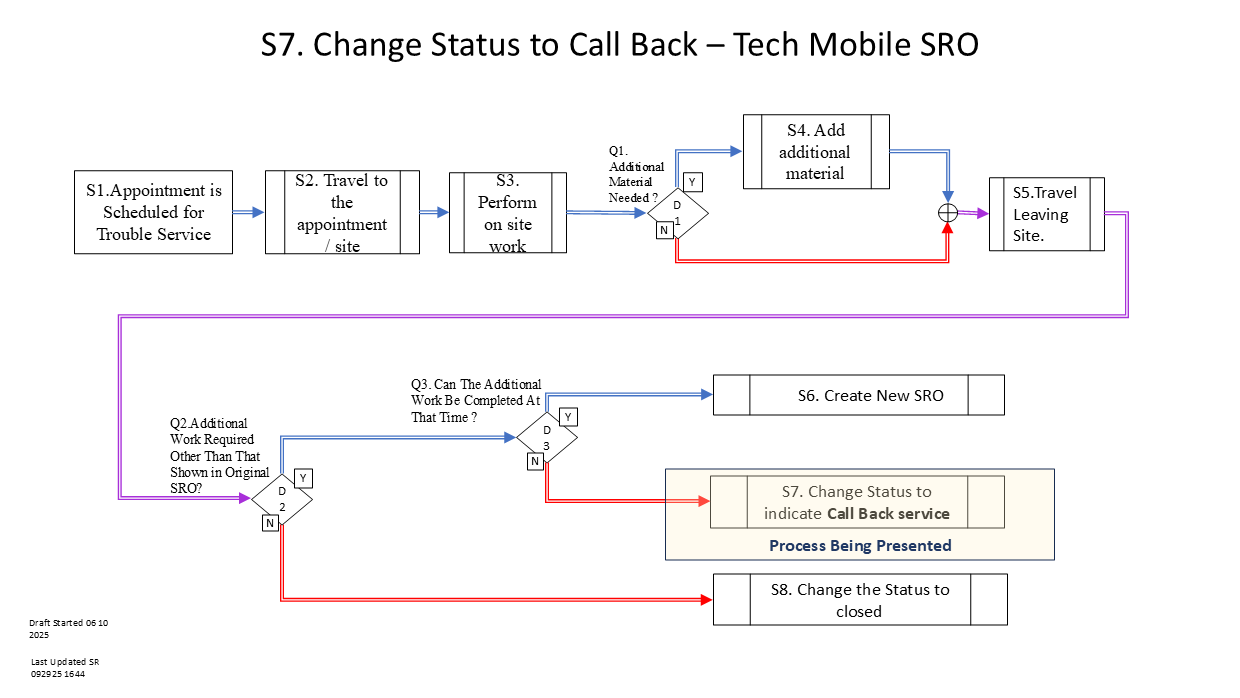 S7. Change Status to Call Back – Tech Mobile SRO
S1.Appointment is
Scheduled for
Trouble Service
S2. Travel to
the
appointment
/ site
S3.
Perform
on site
work
Q1.
Additional
Material
Needed ?
Y
D
1
N
S4. Add
additional
material
S5.Travel
Leaving
Site.
Q2.Additional
Work Required
Other Than That
Shown in Original
SRO?
Y
D
2
N
Q3. Can The Additional
Work Be Completed At
That Time ?
Y
D
3
N
S6. Create New SRO
S7. Change Status to
indicate Call Back service
Process Being Presented
S8. Change the Status to
closed
Draft Started 06 10
2025
Last Updated SR
092925 1644